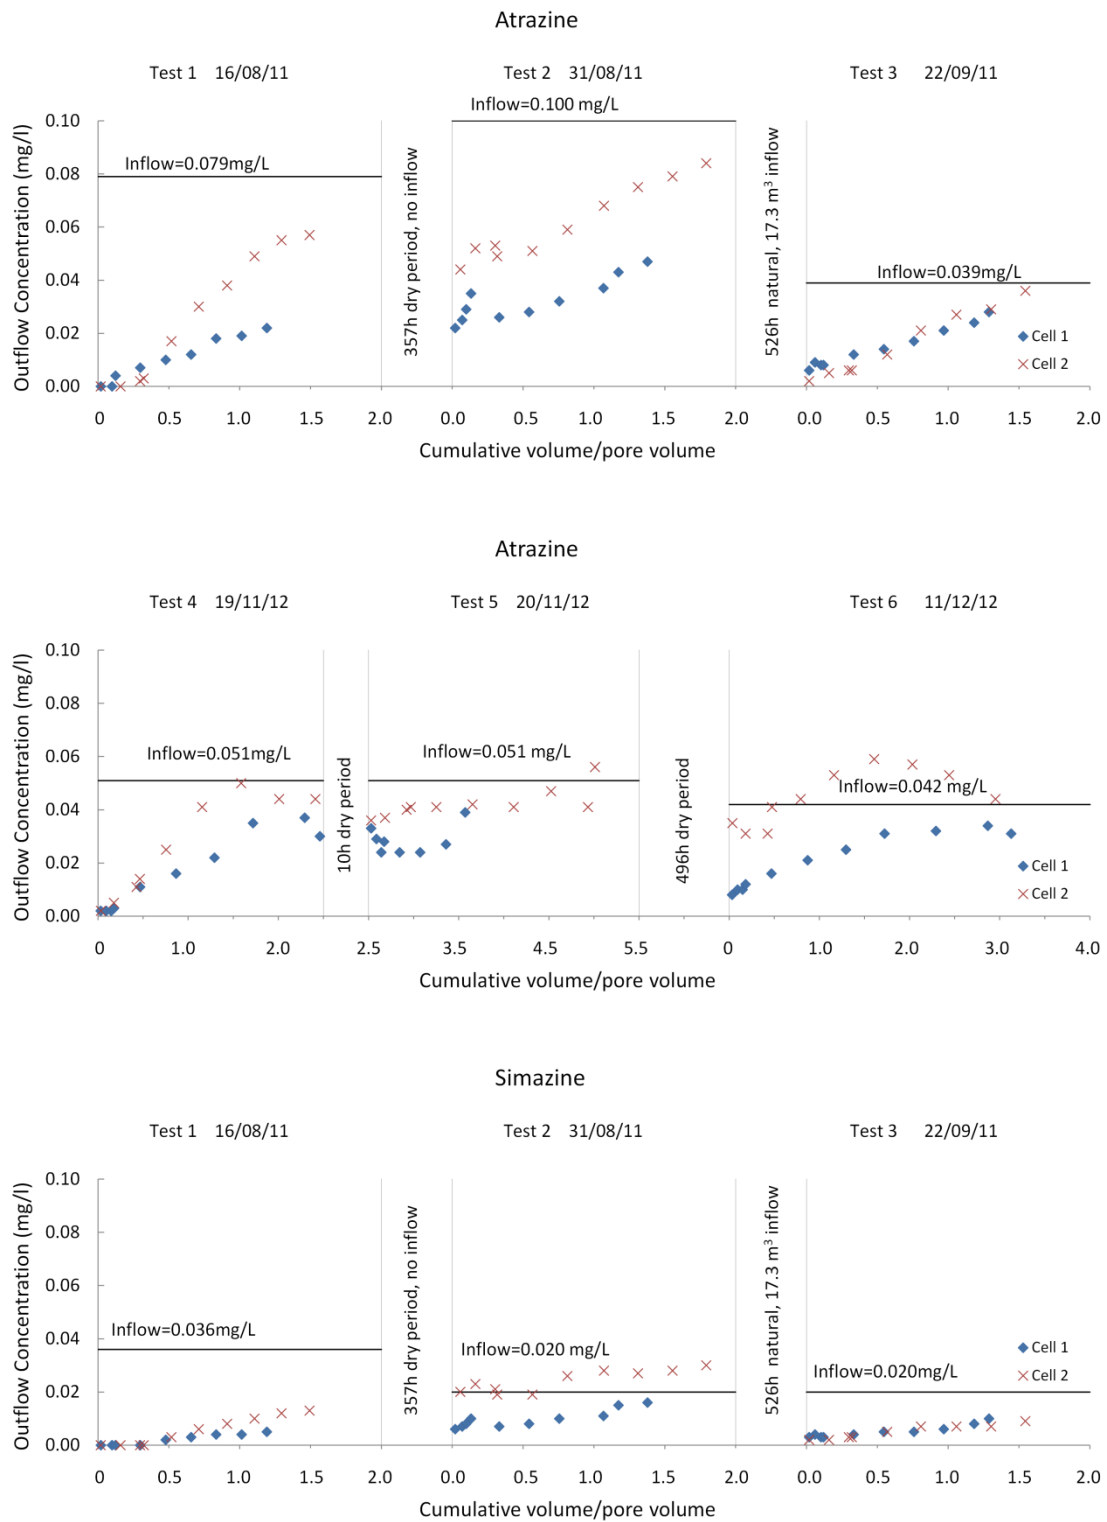 Atrazine
Test 1 16/08/11
Test 2 31/08/11
Test 3 22/09/11
Outflow Concentration (mg/l)
0.10
0.08
0.06
0.04
0.02
0.00
Inflow=0.079mg/L
357h dry period, no inflow
Inflow=0.100 mg/L
526h natural, 17.3 m³ inflow
Inflow=0.039mg/L
Cell 1
Cell 2
0 0.5 1.0 1.5 2.0
0.0 0.5 1.0 1.5 2.0
0.0 0.5 1.0 1.5 2.0
Cumulative volume/pore volume
Atrazine
Test 4 19/11/12
Test 5 20/11/12
Test 6 11/12/12
Outflow Concentration (mg/l)
0.10
0.08
0.06
0.04
0.02
0.00
Inflow=0.051mg/L
10h dry period
Inflow=0.051 mg/L
496h dry period
Inflow=0.042 mg/L
Cell 1
Cell 2
0 1.0 2.0
2.5 3.5 4.5 5.5
0 1.0 2.0 3.0 4.0
Cumulative volume/pore volume
Simazine
Test 1 16/08/11
Test 2 31/08/11
Test 3 22/09/11
Outflow Concentration (mg/l)
0.10
0.08
0.06
0.04
0.02
0.00
Inflow=0.036mg/L
357h dry period, no inflow
Inflow=0.020 mg/L
526h natural, 17.3 m³ inflow
Inflow=0.020mg/L
Cell 1
Cell 2
0 0.5 1.0 1.5 2.0
0.0 0.5 1.0 1.5 2.0
0.0 0.5 1.0 1.5 2.0
Cumulative volume/pore volume